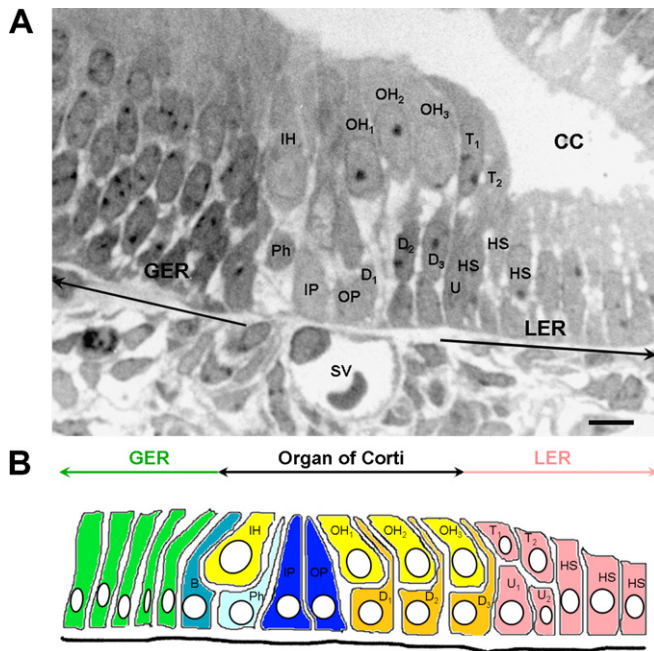 A
OH₂
OH₃
IH
OH₁
T₁
CC
T₂
D₂
Ph
D₃
HS
HS
HS
GER
D₁
IP
OP
U
LER
SV
B
GER
Organ of Corti
LER
IH
OH₁
OH₂
OH₃
T₁
T₂
B
Ph
IP
OP
D₁
D₂
D₃
U₁
U₂
HS
HS
HS